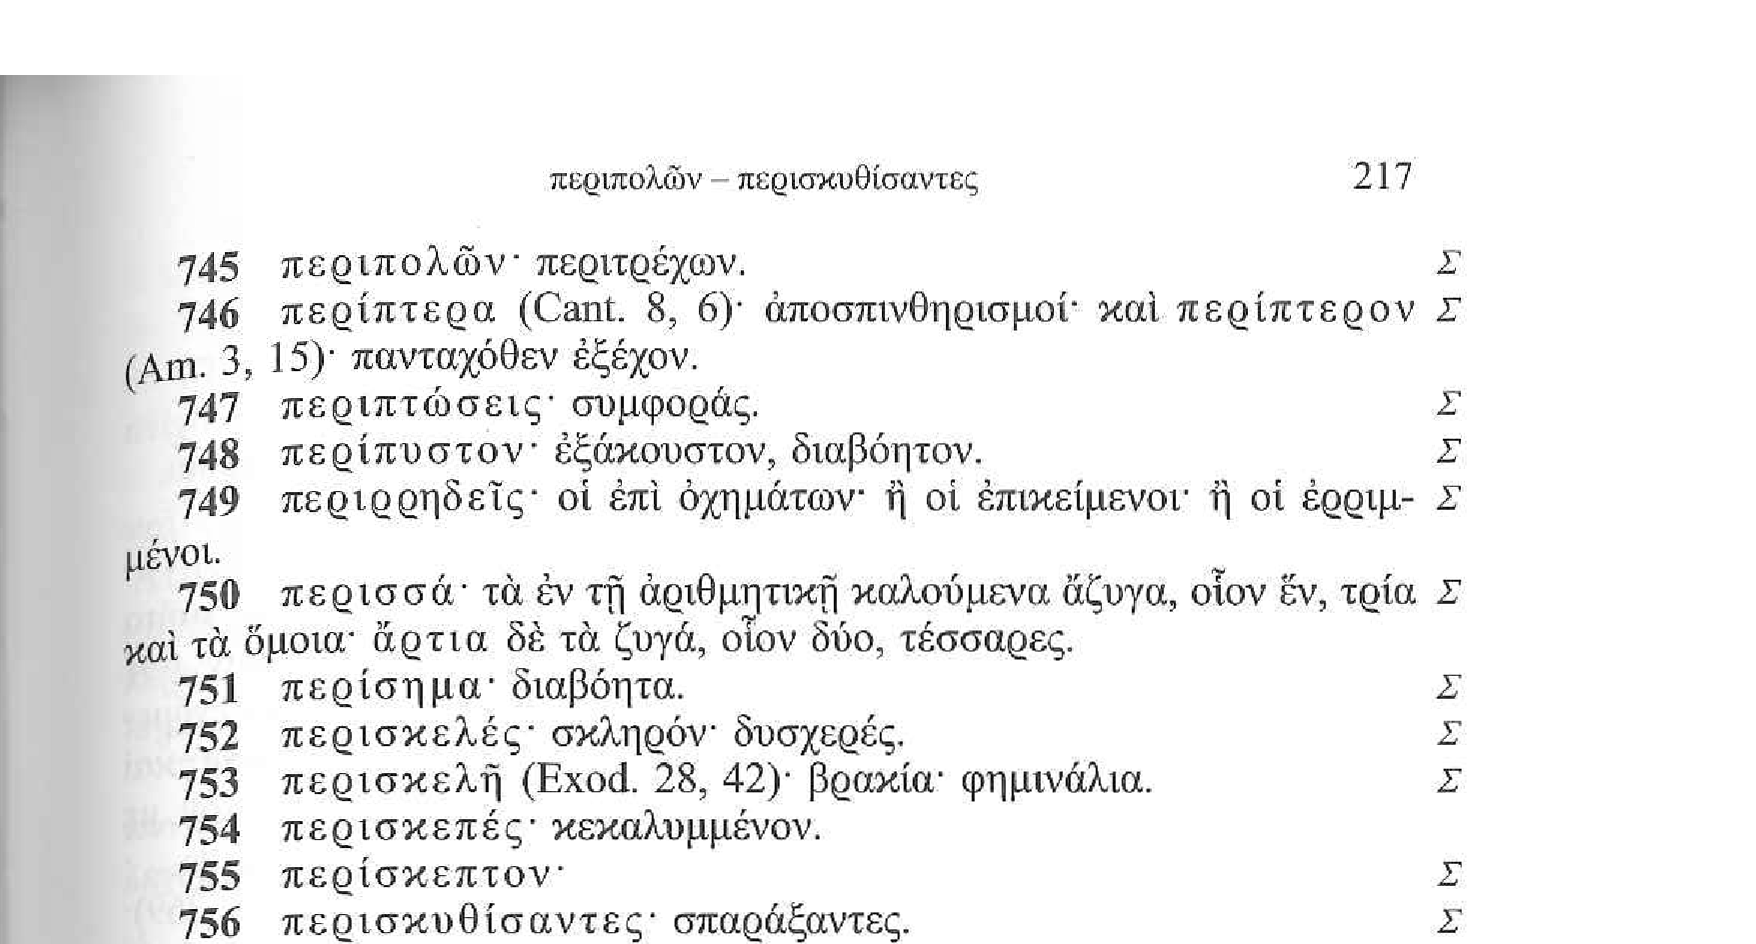 περιπολῶν – περισκυθίσαντες 217
745 περιπολῶν· περιτρέχων. Σ
746 περίπτερα (Cant. 8, 6)· ἀποσπινθηρισμοί· καὶ περίπτερον Σ
(Am. 3, 15)· πανταχόθεν ἐξέχον.
747 περιπτώσεις· συμφοράς. Σ
748 περίπυστον· ἐξάκουστον, διαβόητον. Σ
749 περιρρηδεῖς· οἱ ἐπὶ ὀχημάτων· ἢ οἱ ἐπικείμενοι· ἢ οἱ ἐρριμ- Σ
μένοι.
750 περισσά· τὰ ἐν τῇ ἀριθμητικῇ καλούμενα ἄζυγα, οἷον ἕν, τρία Σ
καὶ τὰ ὅμοια· ἄρτια δὲ τὰ ζυγά, οἷον δύο, τέσσαρες.
751 περίσημα· διαβόητα. Σ
752 περισκελές· σκληρόν· δυσχερές. Σ
753 περισκελῆ (Exod. 28, 42)· βρακία· φημινάλια. Σ
754 περισκεπές· κεκαλυμμένον.
755 περίσκεπτον· Σ
756 περισκυθίσαντες· σπαράξαντες. Σ